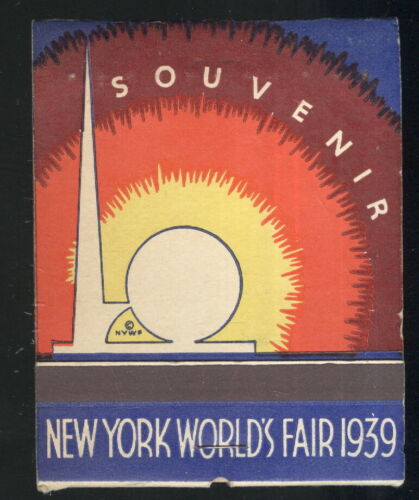 SOUVENIR
©
NYWF
NEW YORK WORLD'S FAIR 1939